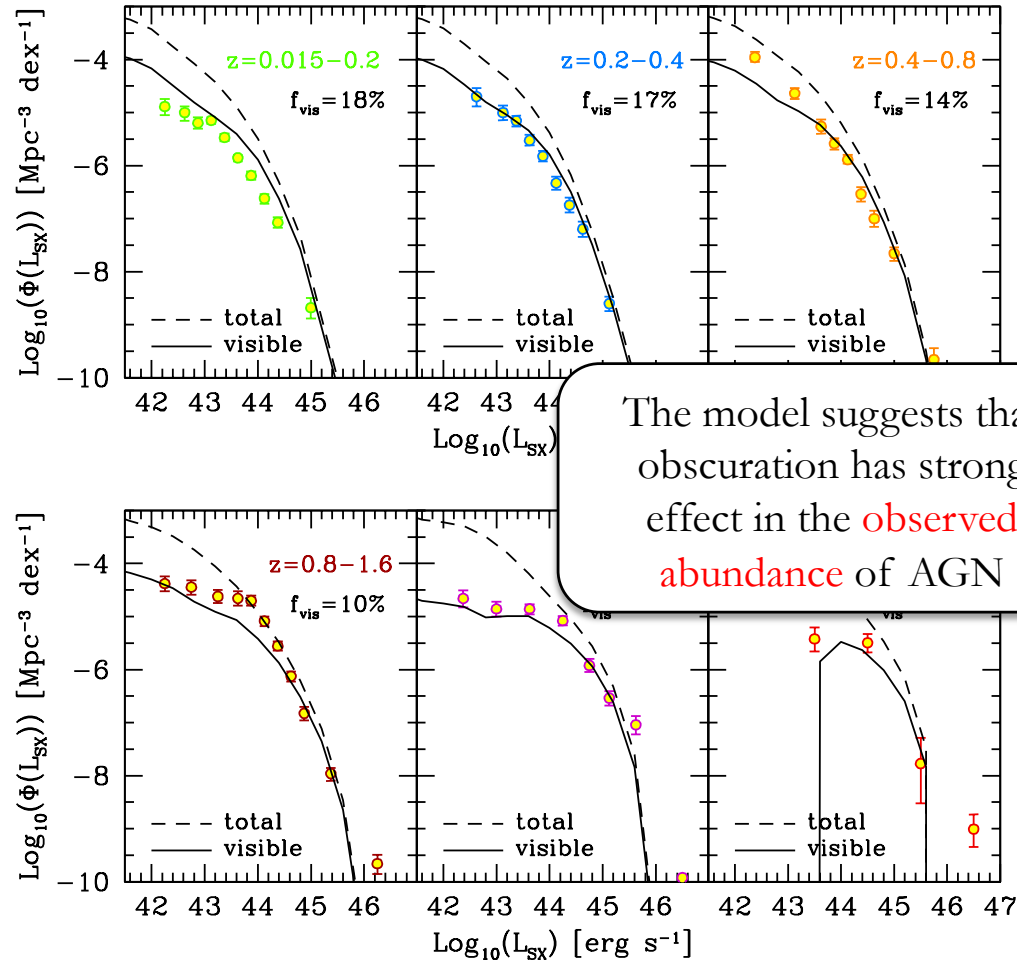 z=0.015−0.2
f_vis=18%
z=0.2−0.4
f_vis=17%
z=0.4−0.8
f_vis=14%
Log₁₀(Φ(L_SX)) [Mpc⁻³ dex⁻¹]
−4
−6
−8
−10
total
visible
total
visible
total
visible
42 43 44 45 46
42 43 44
46
Log₁₀(L_SX)
The model suggests
obscuration has strong
effect in the observed
abundance of AGN
z=0.8−1.6
f_vis=10%
Log₁₀(Φ(L_SX)) [Mpc⁻³ dex⁻¹]
−4
−6
−8
−10
total
visible
total
visible
total
visible
42 43 44 45 46
42 43 44 45 46
42 43 44 45 46 47
Log₁₀(L_SX) [erg s⁻¹]